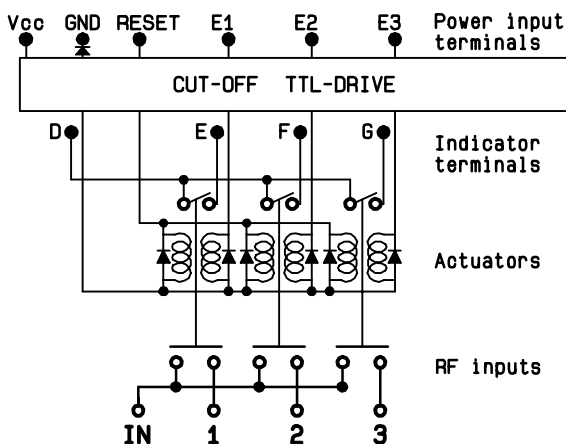 Vcc GND RESET E1 E2 E3 Power input
terminals
CUT-OFF TTL-DRIVE
D E F G Indicator
terminals
Actuators
RF inputs
IN 1 2 3